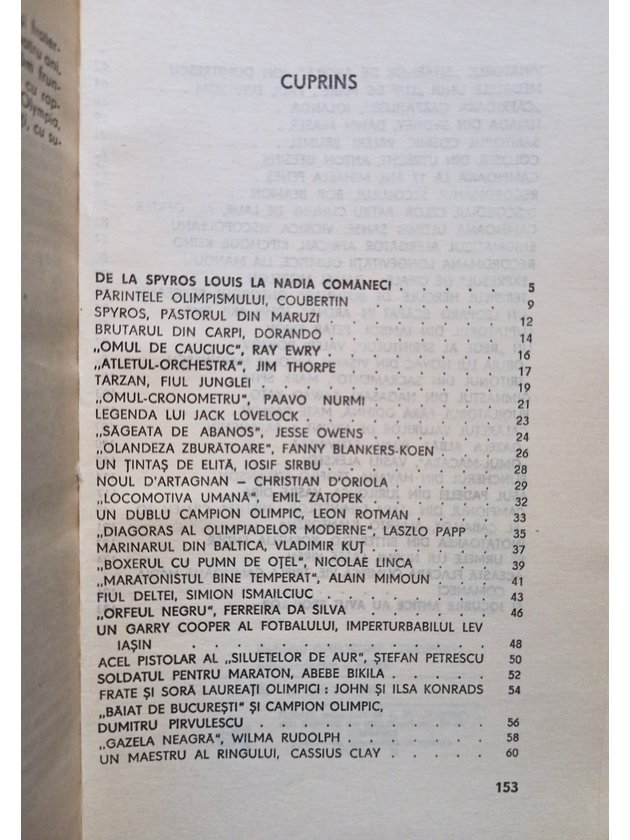 CUPRINS
DE LA SPYROS LOUIS LA NADIA COMĂNECI . . . . 5
PĂRINTELE OLIMPISMULUI, COUBERTIN 9
SPYROS, PĂSTORUL DIN MARUZI . . . . . 12
BRUTARUL DIN CARPI, DORANDO . . . . . 14
„OMUL DE CAUCIUC“, RAY EWRY . . . . . 16
„ATLETUL-ORCHESTRĂ“, JIM THORPE . . . . . 17
TARZAN, FIUL JUNGLEI . . . . . 19
„OMUL-CRONOMETRU“, PAAVO NURMI . . . . 21
LEGENDA LUI JACK LOVELOCK . . . . . 23
„SĂGEATA DE ABANOS“, JESSE OWENS . . . . 24
„OLANDEZA ZBURĂTOARE“, FANNY BLANKERS-KOEN 26
UN ŢINTAŞ DE ELITĂ, IOSIF SIRBU . . . . . 28
NOUL D'ARTAGNAN – CHRISTIAN D'ORIOLA . . . 29
„LOCOMOTIVA UMANĂ“, EMIL ZATOPEK . . . . 32
UN DUBLU CAMPION OLIMPIC, LEON ROTMAN . . . 33
„DIAGORAS AL OLIMPIADELOR MODERNE“, LASZLO PAPP 35
MARINARUL DIN BALTICA, VLADIMIR KUŢ . . . . 37
„BOXERUL CU PUMN DE OŢEL“, NICOLAE LINCA 39
„MARATONISTUL BINE TEMPERAT“, ALAIN MIMOUN . . 41
FIUL DELTEI, SIMION ISMAILCIUC . . . . . 43
„ORFEUL NEGRU“, FERREIRA DA SILVA . . . . 46
UN GARRY COOPER AL FOTBALULUI, IMPERTURBABILUL LEV
IAŞIN . . . . . . . . . . 48
ACEL PISTOLAR AL „SILUETELOR DE AUR“, ŞTEFAN PETRESCU 50
SOLDATUL PENTRU MARATON, ABEBE BIKILA . . . . 52
FRATE ŞI SORĂ LAUREAŢI OLIMPICI : JOHN ŞI ILSA KONRADS 54
„BĂIAT DE BUCUREŞTI“ ŞI CAMPION OLIMPIC,
DUMITRU PIRVULESCU . . . . . . . . 56
„GAZELA NEAGRĂ“, WILMA RUDOLPH . . . . . 58
UN MAESTRU AL RINGULUI, CASSIUS CLAY . . . . 60
153